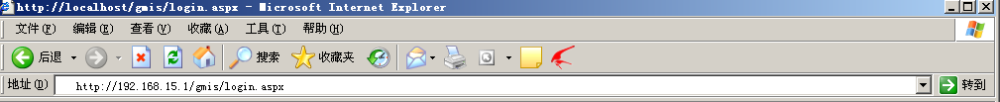 http://localhost/gmis/login.aspx - Microsoft Internet Explorer
文件(F) 编辑(E) 查看(V) 收藏(A) 工具(T) 帮助(H)
后退 搜索 收藏夹
地址(D) http://192.168.15.1/gmis/login.aspx 转到